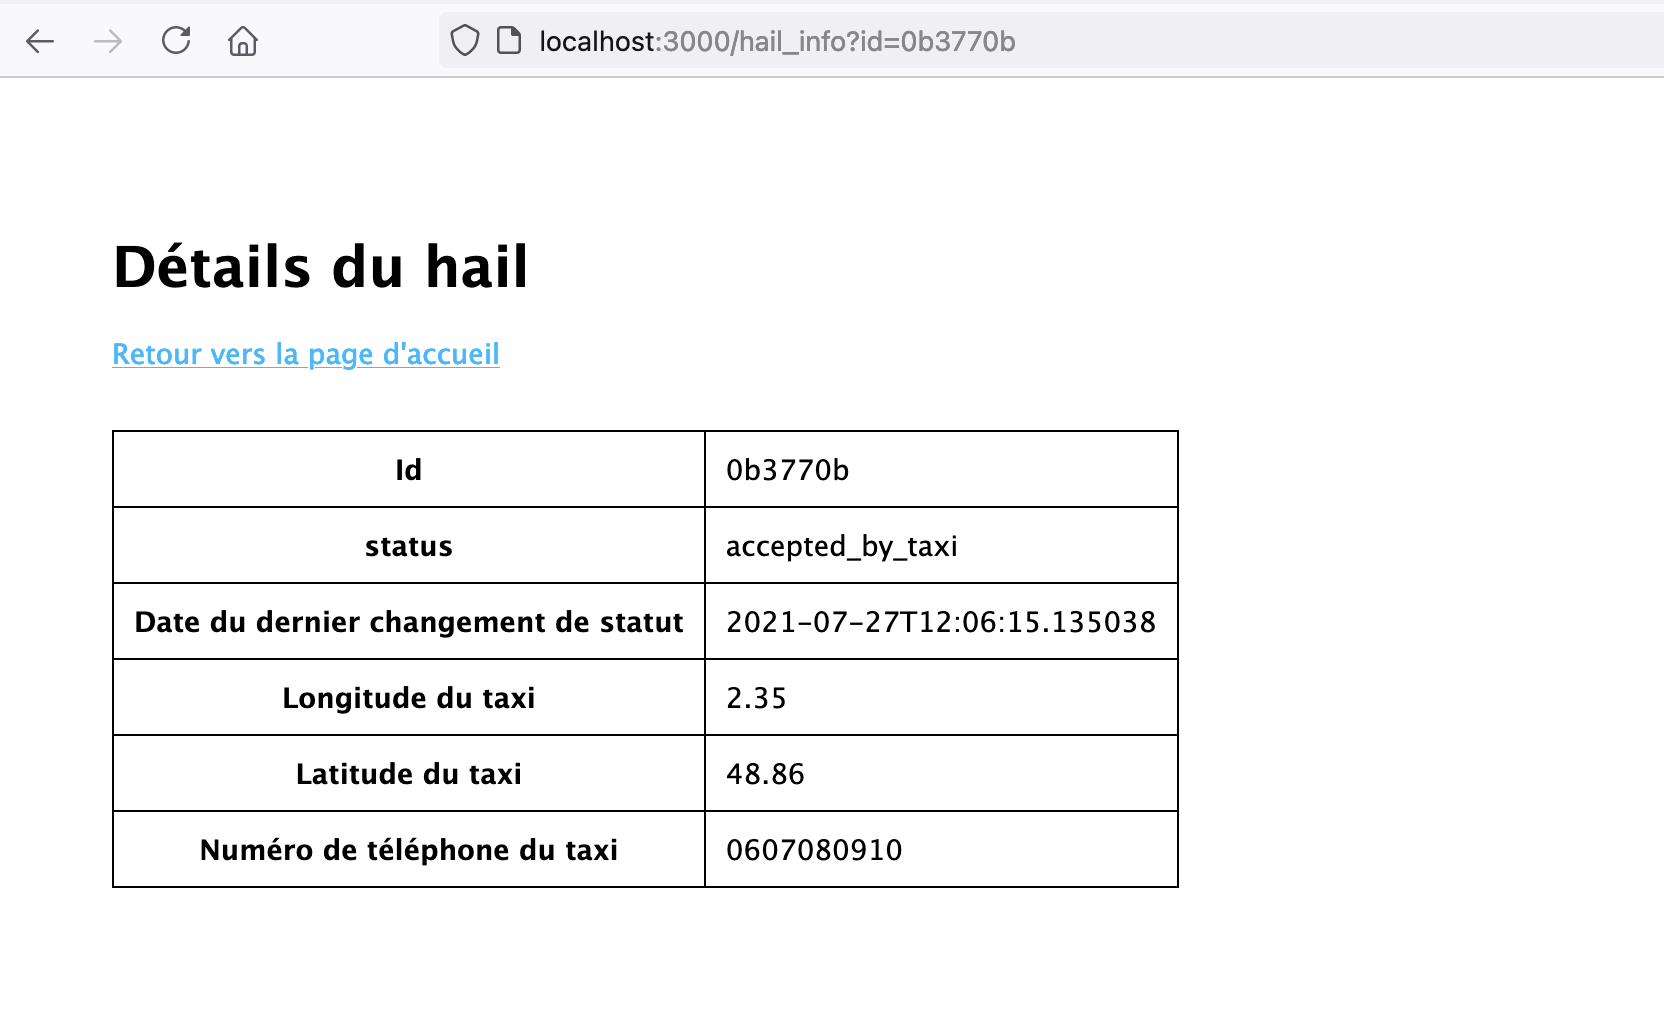 localhost:3000/hail_info?id=0b3770b
Détails du hail
Retour vers la page d'accueil
Id 0b3770b
status accepted_by_taxi
Date du dernier changement de statut 2021-07-27T12:06:15.135038
Longitude du taxi 2.35
Latitude du taxi 48.86
Numéro de téléphone du taxi 0607080910